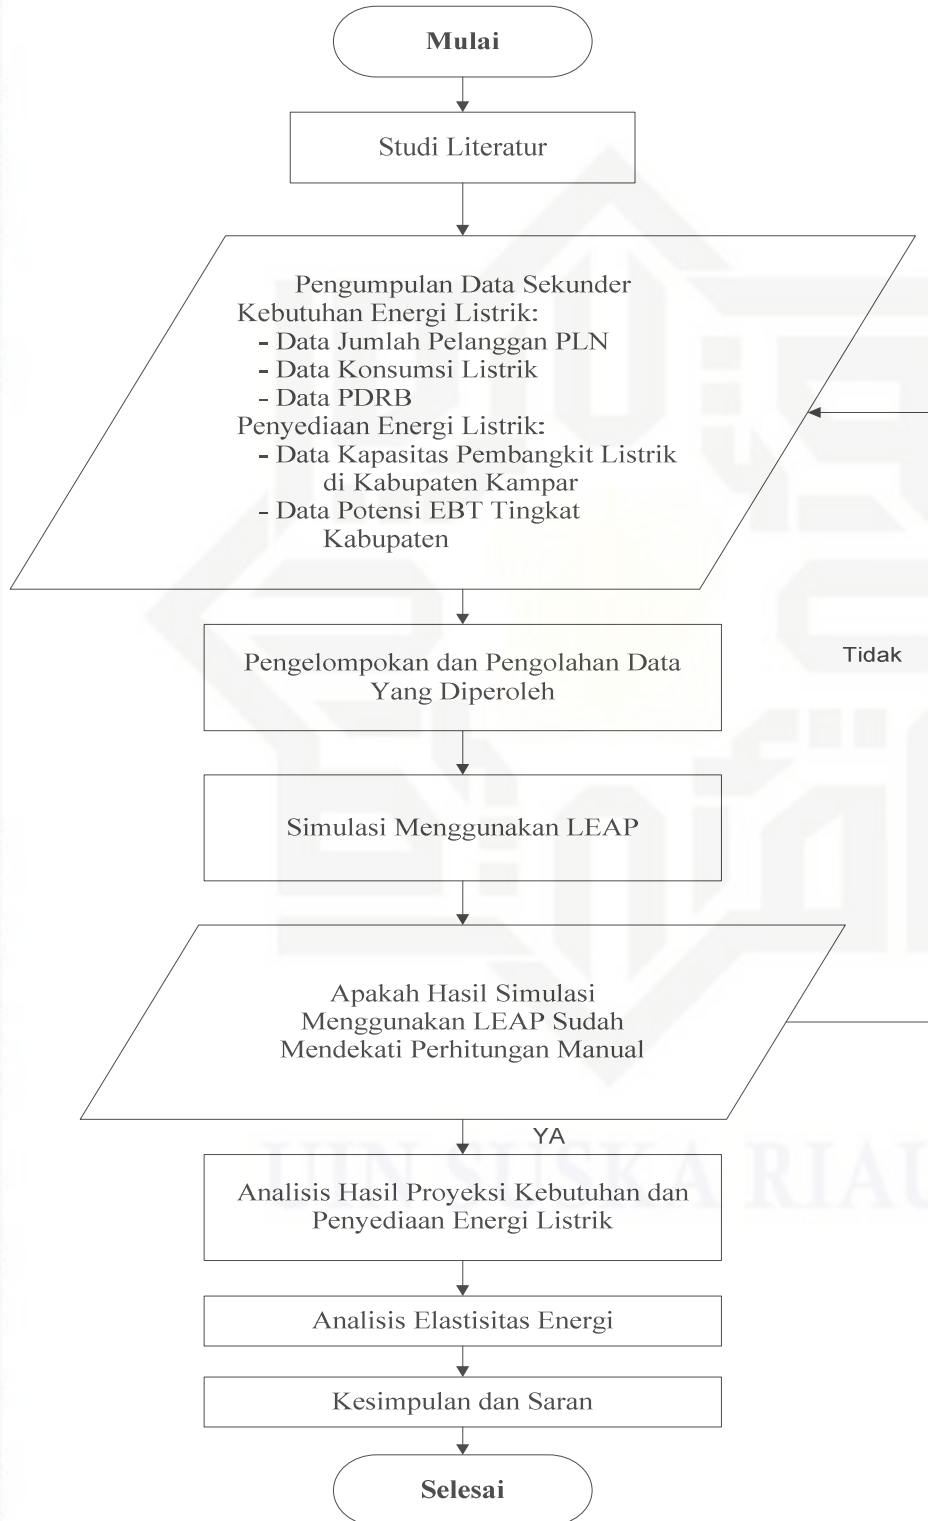 Mulai
Studi Literatur
Pengumpulan Data Sekunder
Kebutuhan Energi Listrik:
- Data Jumlah Pelanggan PLN
- Data Konsumsi Listrik
- Data PDRB
Penyediaan Energi Listrik:
- Data Kapasitas Pembangkit Listrik
di Kabupaten Kampar
- Data Potensi EBT Tingkat
Kabupaten
Pengelompokan dan Pengolahan Data
Yang Diperoleh
Tidak
Simulasi Menggunakan LEAP
Apakah Hasil Simulasi
Menggunakan LEAP Sudah
Mendekati Perhitungan Manual
YA
UIN SUSKA RIAU
Analisis Hasil Proyeksi Kebutuhan dan
Penyediaan Energi Listrik
Analisis Elastisitas Energi
Kesimpulan dan Saran
Selesai